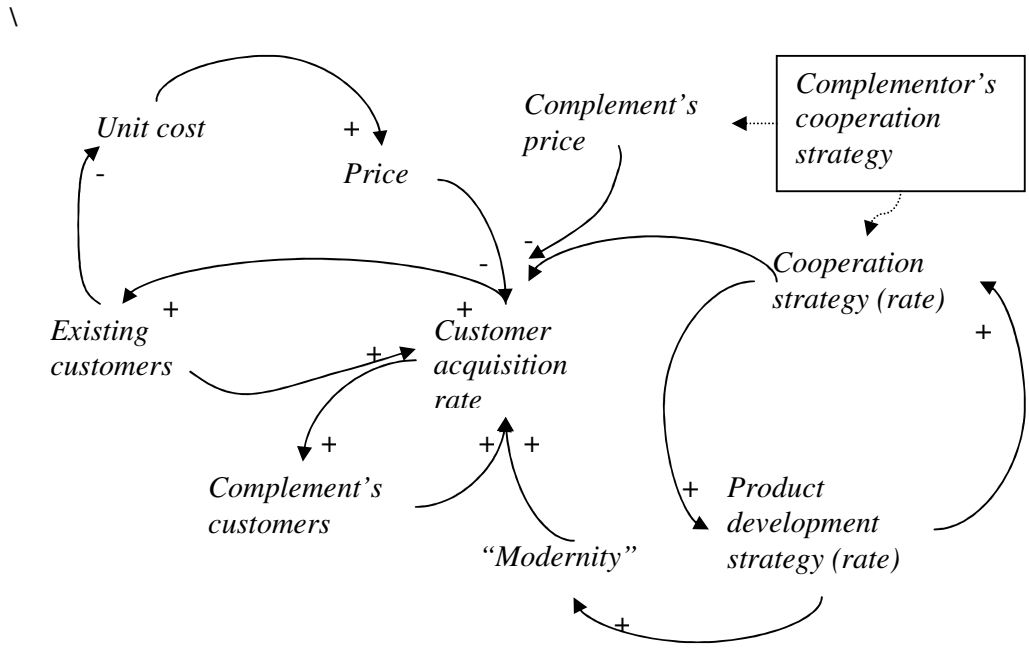 \
Unit cost
+
-
Price
Complement's
price
Complementor's
cooperation
strategy
-
-
Cooperation
strategy (rate)
+
+
+
Existing
customers
Customer
acquisition
rate
+
+
+
+
Complement's
customers
+
Product
development
strategy (rate)
“Modernity”
+